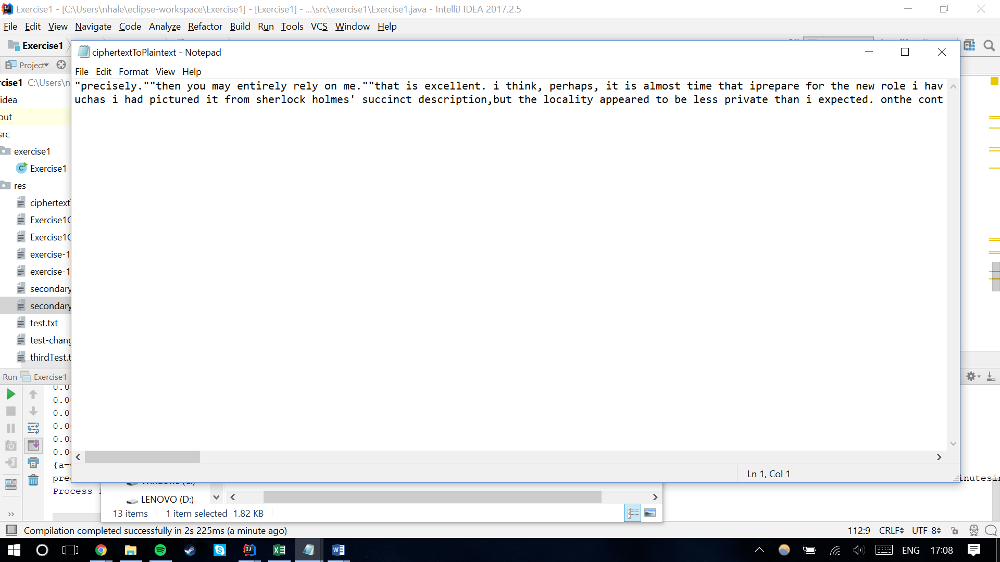 Exercise1 - [C:\Users\nhale\eclipse-workspace\Exercise1] - [Exercise1] - ...\src\exercise1\Exercise1.java - IntelliJ IDEA 2017.2.5
File Edit View Navigate Code Analyze Refactor Build Run Tools VCS Window Help
Exercise1
ciphertextToPlaintext - Notepad
Project
File Edit Format View Help
rcise1 C:\Users\n
"precisely.""then you may entirely rely on me.""that is excellent. i think, perhaps, it is almost time that iprepare for the new role i hav
uchas i had pictured it from sherlock holmes' succinct description,but the locality appeared to be less private than i expected. onthe cont
idea
out
src
exercise1
Exercise1
res
ciphertext
Exercise1
Exercise1
exercise-1
exercise-1
secondary
secondary
test.txt
test-chang
thirdTest.t
Run Exercise1
0.0
0.0
0.0
0.0
0.0
0.0
{a=
pre
inutesi
Process
Ln 1, Col 1
Windows (C:)
LENOVO (D:)
13 items 1 item selected 1.82 KB
Compilation completed successfully in 2s 225ms (a minute ago)
112:9 CRLF UTF-8
ENG 17:08